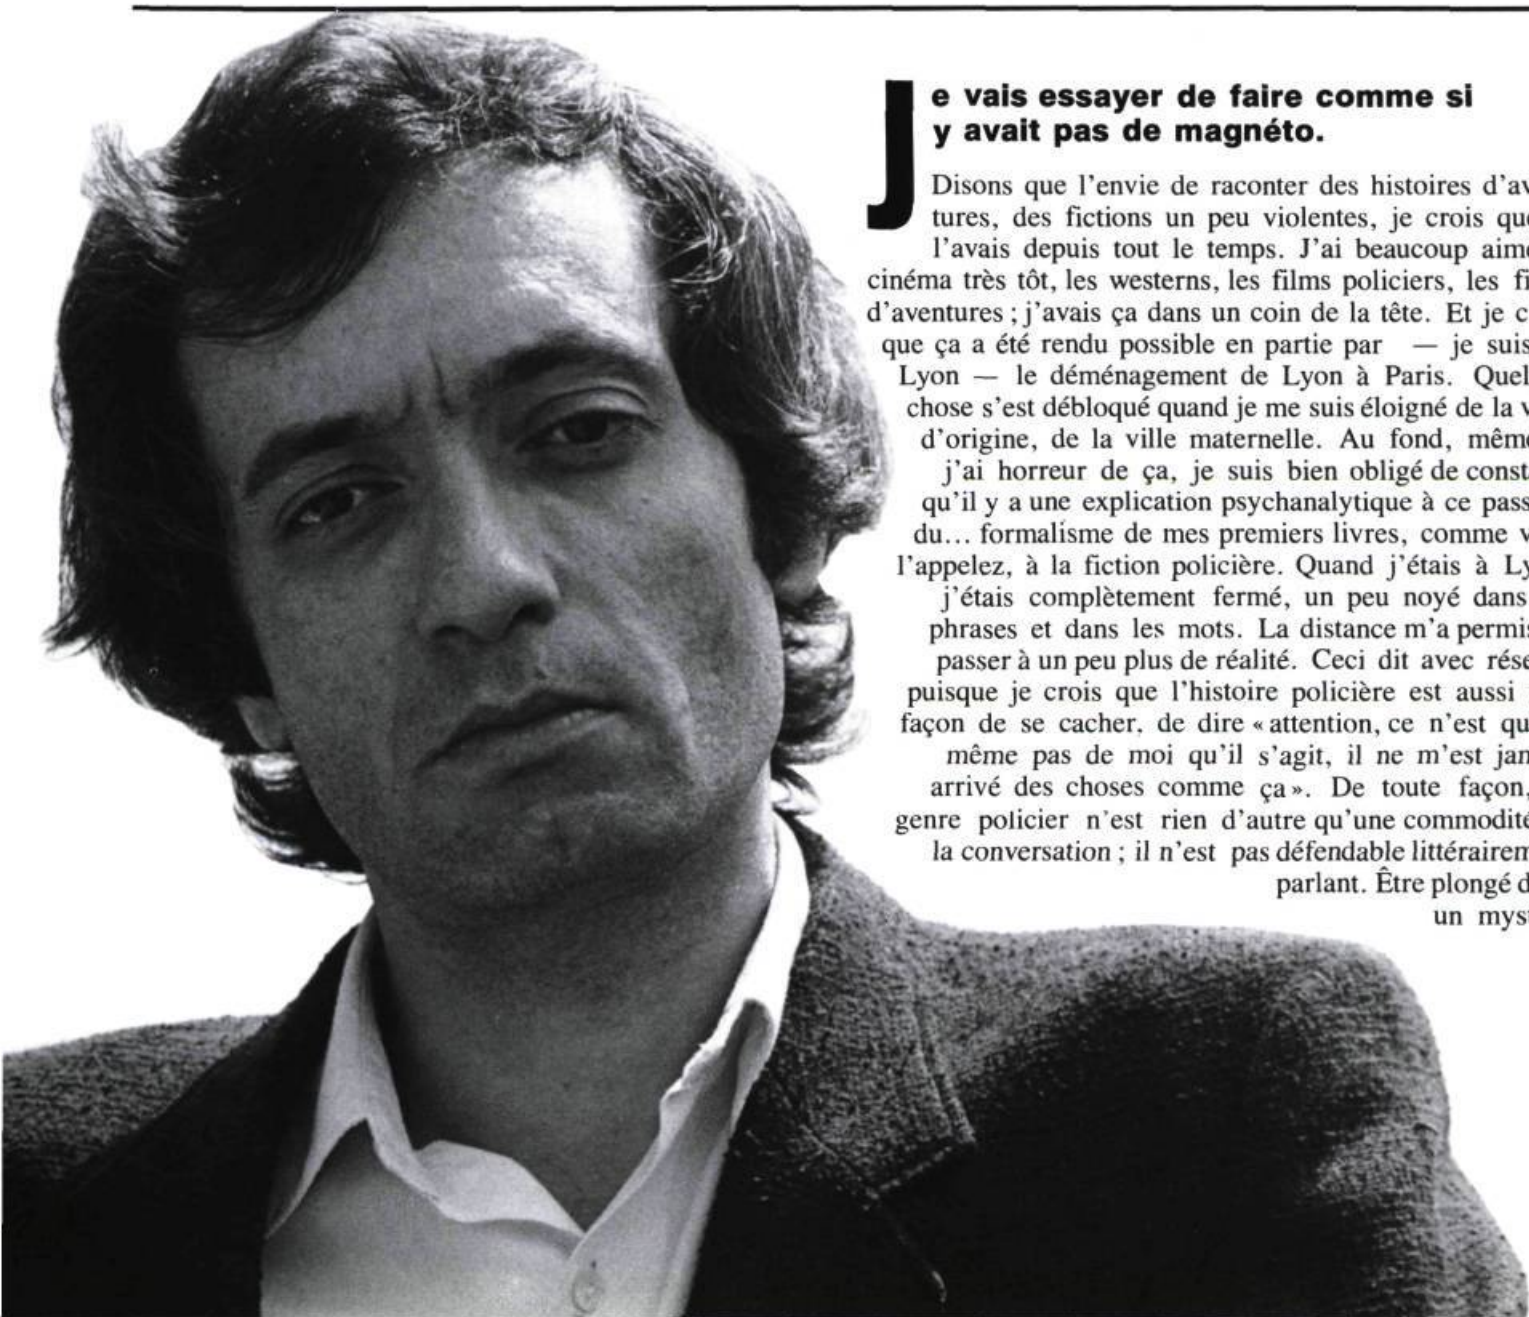 Je vais essayer de faire comme si
y avait pas de magnéto.
Disons que l'envie de raconter des histoires d'av
tures, des fictions un peu violentes, je crois que
l'avais depuis tout le temps. J'ai beaucoup aimé
cinéma très tôt, les westerns, les films policiers, les fi
d'aventures ; j'avais ça dans un coin de la tête. Et je c
que ça a été rendu possible en partie par — je suis
Lyon — le déménagement de Lyon à Paris. Quel
chose s'est débloqué quand je me suis éloigné de la v
d'origine, de la ville maternelle. Au fond, même
j'ai horreur de ça, je suis bien obligé de const
qu'il y a une explication psychanalytique à ce pass
du... formalisme de mes premiers livres, comme v
l'appelez, à la fiction policière. Quand j'étais à Ly
j'étais complètement fermé, un peu noyé dans
phrases et dans les mots. La distance m'a permis
passer à un peu plus de réalité. Ceci dit avec rése
puisque je crois que l'histoire policière est aussi
façon de se cacher, de dire « attention, ce n'est qu
même pas de moi qu'il s'agit, il ne m'est jam
arrivé des choses comme ça ». De toute façon,
genre policier n'est rien d'autre qu'une commodité
la conversation ; il n'est pas défendable littérairem
parlant. Être plongé d
un myst